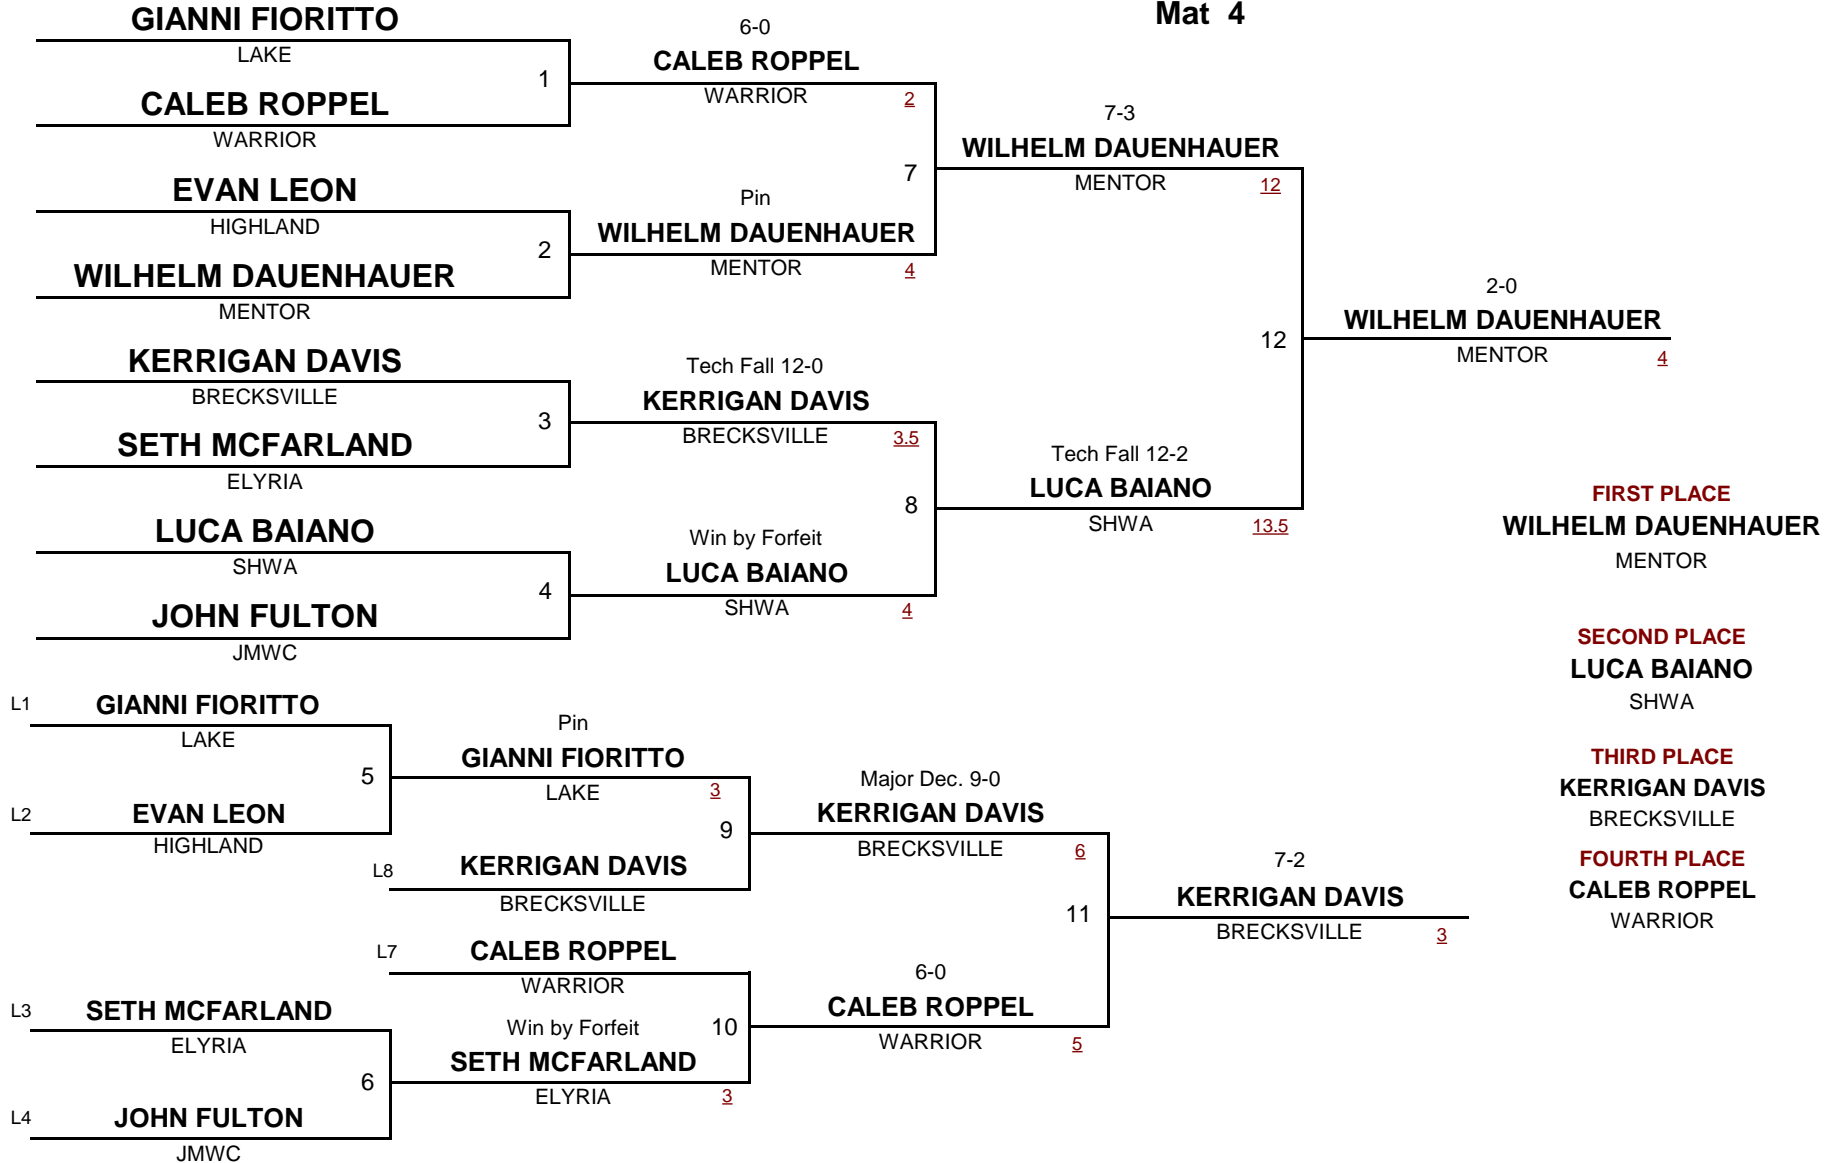 Mat 4
GIANNI FIORITTO
LAKE
1
CALEB ROPPEL
WARRIOR
EVAN LEON
HIGHLAND
2
WILHELM DAUENHAUER
MENTOR
KERRIGAN DAVIS
BRECKSVILLE
3
SETH MCFARLAND
ELYRIA
LUCA BAIANO
SHWA
4
JOHN FULTON
JMWC
6-0
CALEB ROPPEL
WARRIOR 2
7
Pin
WILHELM DAUENHAUER
MENTOR 4
Tech Fall 12-0
KERRIGAN DAVIS
BRECKSVILLE 3.5
8
Win by Forfeit
LUCA BAIANO
SHWA 4
7-3
WILHELM DAUENHAUER
MENTOR 12
12
Tech Fall 12-2
LUCA BAIANO
SHWA 13.5
2-0
WILHELM DAUENHAUER
MENTOR 4
FIRST PLACE
WILHELM DAUENHAUER
MENTOR
SECOND PLACE
LUCA BAIANO
SHWA
THIRD PLACE
KERRIGAN DAVIS
BRECKSVILLE
FOURTH PLACE
CALEB ROPPEL
WARRIOR
L1 GIANNI FIORITTO
LAKE
5
L2 EVAN LEON
HIGHLAND
L3 SETH MCFARLAND
ELYRIA
6
L4 JOHN FULTON
JMWC
Pin
GIANNI FIORITTO
LAKE 3
9
L8 KERRIGAN DAVIS
BRECKSVILLE
L7 CALEB ROPPEL
WARRIOR
Win by Forfeit 10
SETH MCFARLAND
ELYRIA 3
Major Dec. 9-0
KERRIGAN DAVIS
BRECKSVILLE 6
11
6-0
CALEB ROPPEL
WARRIOR 5
7-2
KERRIGAN DAVIS
BRECKSVILLE 3